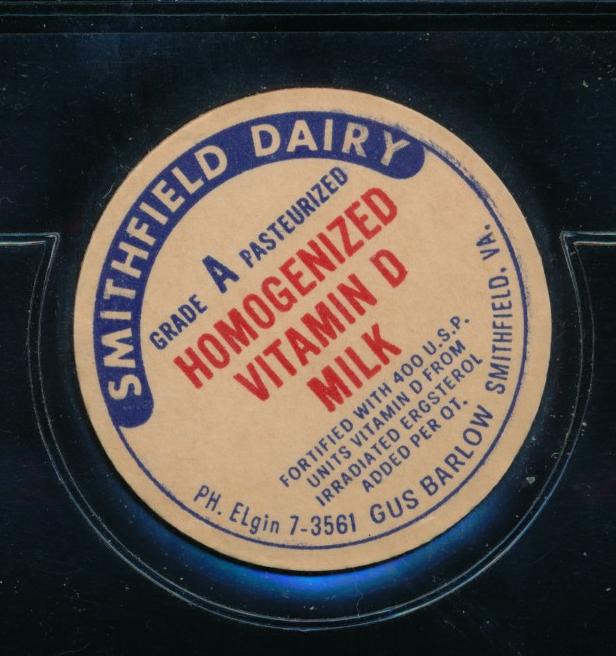 SMITHFIELD DAIRY
GRADE A PASTEURIZED
HOMOGENIZED
VITAMIN D
MILK
FORTIFIED WITH 400 U.S.P.
UNITS VITAMIN D FROM
IRRADIATED ERGSTEROL
ADDED PER QT.
PH. ELgin 7-3561 GUS BARLOW SMITHFIELD, VA.